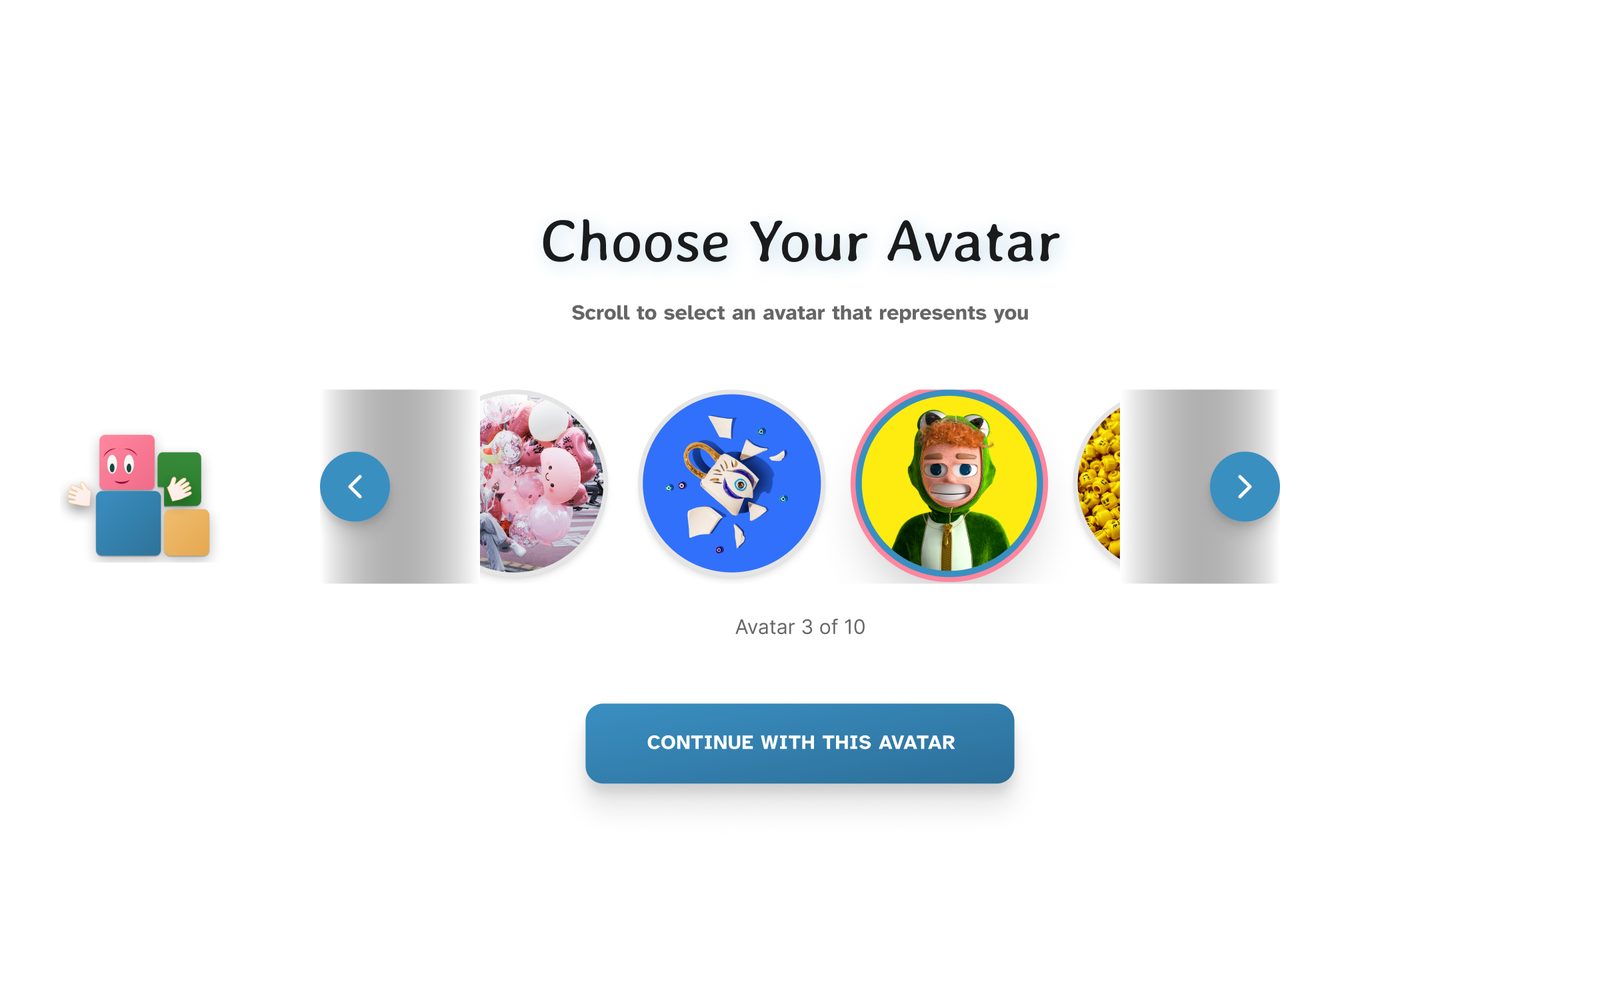 Choose Your Avatar
Scroll to select an avatar that represents you
Avatar 3 of 10
CONTINUE WITH THIS AVATAR